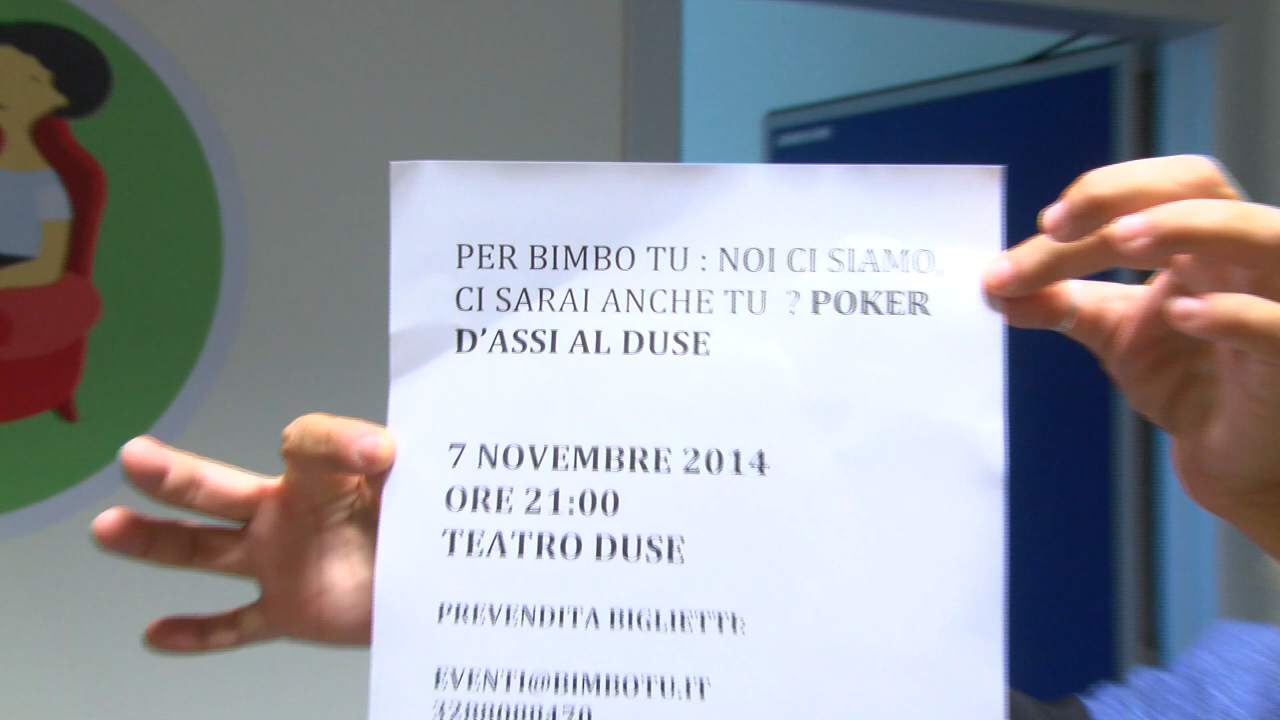 PER BIMBO TU : NOI CI SIAMO.
CI SARAI ANCHE TU ? POKER
D'ASSI AL DUSE
7 NOVEMBRE 2014
ORE 21:00
TEATRO DUSE
PREVENDITA BIGLIETTI:
EVENTI@BIMBOTU.IT